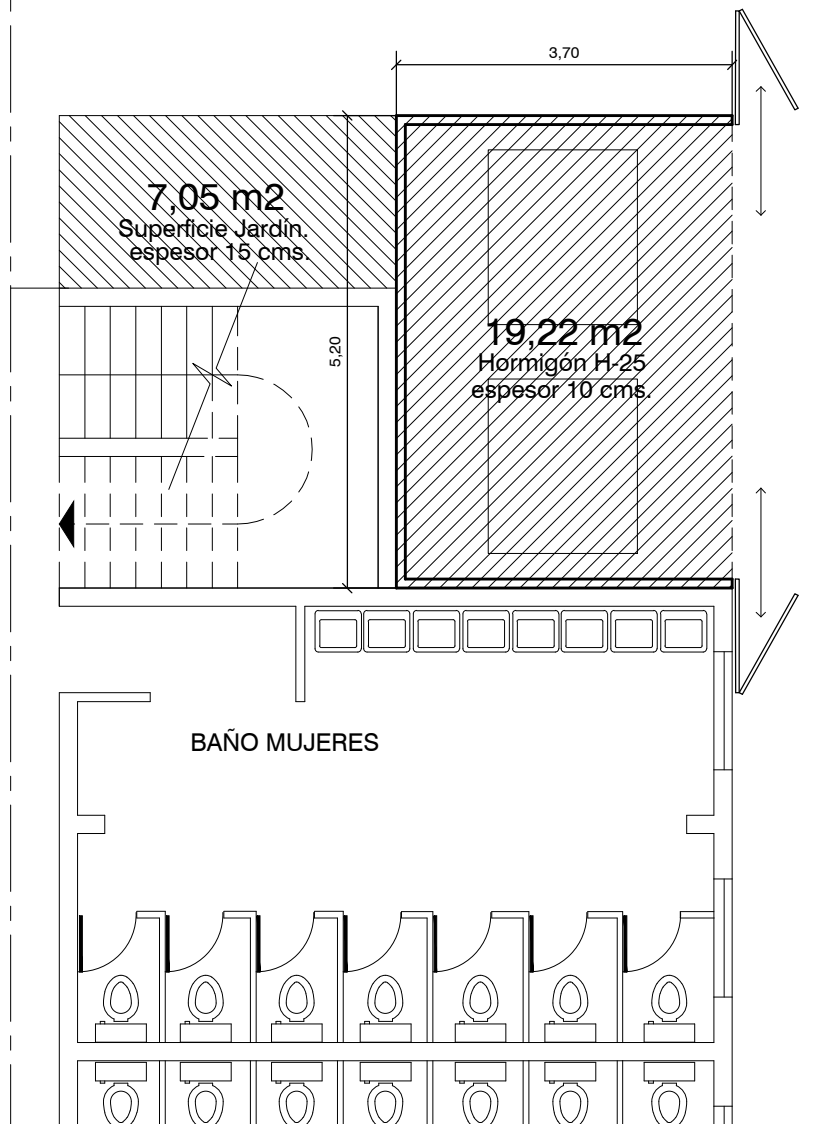 3,70
7,05 m2
Superficie Jardín.
espesor 15 cms.
5,20
19,22 m2
Hormigón H-25
espesor 10 cms.
BAÑO MUJERES